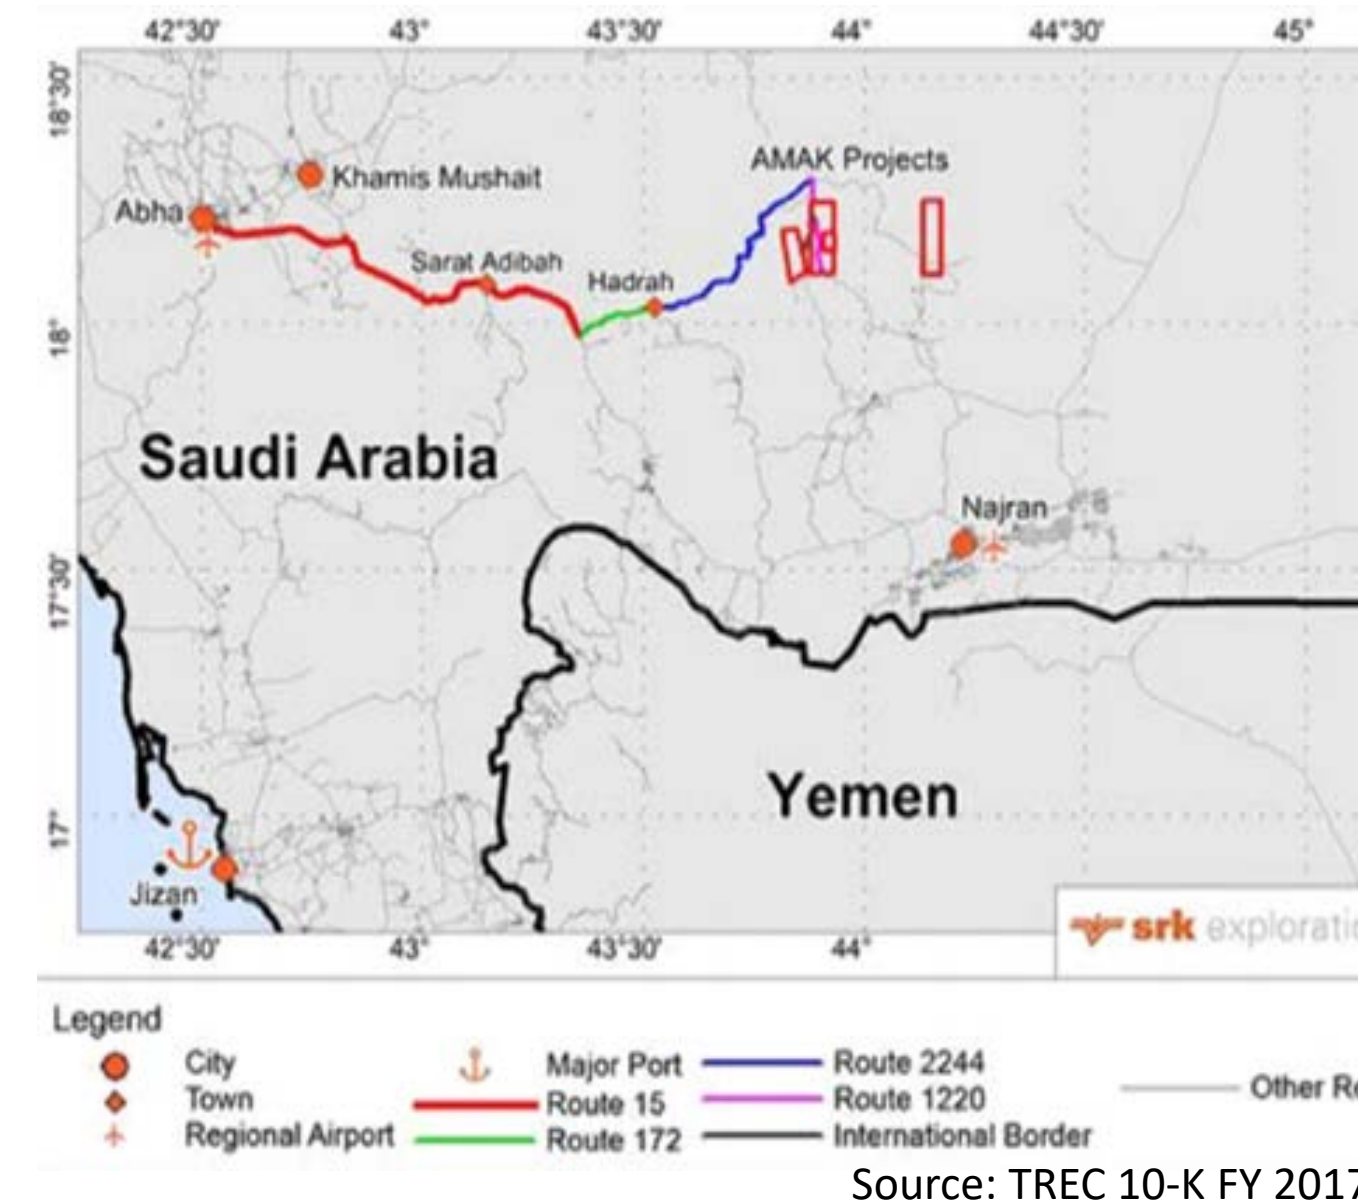 42°30' 43° 43°30' 44° 44°30' 45°
18°30'
AMAK Projects
Khamis Mushait
Abha
Sarat Adibah
Hadrah
18°
Saudi Arabia
Najran
17°30'
Yemen
17°
Jizan
srk exploratio
42°30' 43° 43°30' 44°
Legend
City Major Port Route 2244
Town Route 15 Route 1220 Other Re
Regional Airport Route 172 International Border
Source: TREC 10-K FY 2017